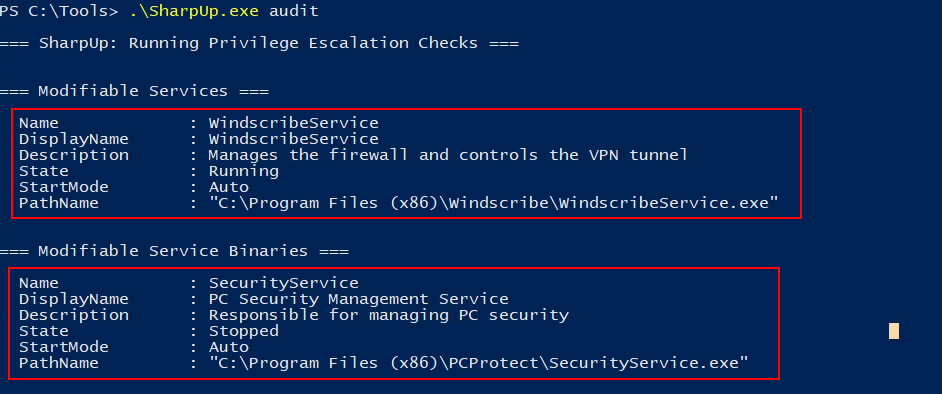 PS C:\Tools> .\SharpUp.exe audit
=== SharpUp: Running Privilege Escalation Checks ===
=== Modifiable Services ===
Name : WindscribeService
DisplayName : WindscribeService
Description : Manages the firewall and controls the VPN tunnel
State : Running
StartMode : Auto
PathName : "C:\Program Files (x86)\Windscribe\WindscribeService.exe"
=== Modifiable Service Binaries ===
Name : SecurityService
DisplayName : PC Security Management Service
Description : Responsible for managing PC security
State : Stopped
StartMode : Auto
PathName : "C:\Program Files (x86)\PCProtect\SecurityService.exe"